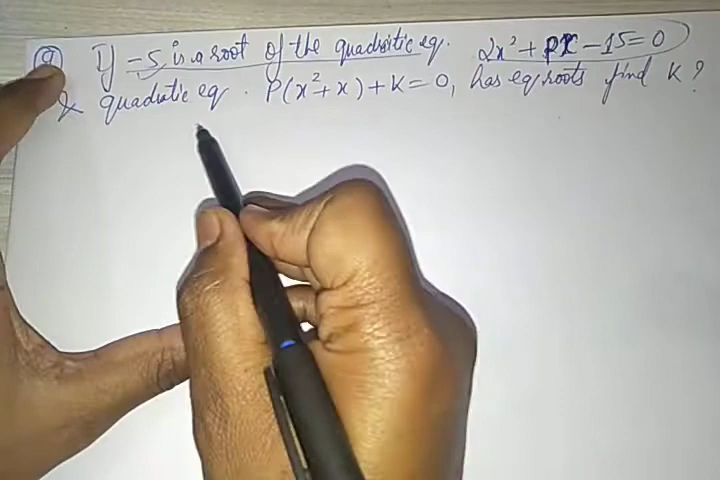 Q If -5 is a root of the quadratic eq. 2x² + px - 15 = 0
& quadratic eq. P(x² + x) + K = 0, has eq roots find K?